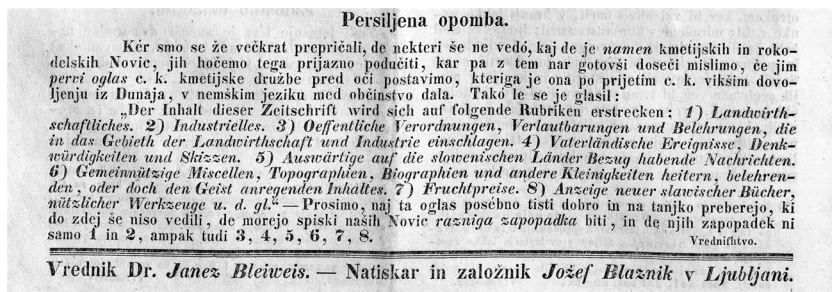 Persiljena opomba.
Kér smo se že večkrat prepričali, de nekteri še ne vedó, kaj de je namen kmetijskih in roko-
delskih Novic, jih hočemo tega prijazno podučiti, kar pa z tem nar gotovši doseči mislimo, če jim
pervi oglas c. k. kmetijske družbe pred oči postavimo, kteriga je ona po prijetim c. k. vikšim dovo-
ljenju iz Dunaja, v nemškim jeziku med občinstvo dala. Takó le se je glasil:
„Der Inhalt dieser Zeitschrift wird sich auf folgende Rubriken erstrecken: 1) Landwirth-
schaftliches. 2) Industrielles. 3) Oeffentliche Verordnungen, Verlautbarungen und Belehrungen, die
in das Gebieth der Landwirthschaft und Industrie einschlagen. 4) Vaterländische Ereignisse, Denk-
würdigkeiten und Skizzen. 5) Auswärtige auf die slowenischen Länder Bezug habende Nachrichten.
6) Gemeinnützige Miscellen, Topographien, Biographien und andere Kleinigkeiten heitern, belehren-
den, oder doch den Geist anregenden Inhaltes. 7) Fruchtpreise. 8) Anzeige neuer slawischer Bücher,
nützlicher Werkzeuge u. d. gl.“ — Prosimo, naj ta oglas posébno tisti dobro in na tanjko preberejo, ki
do zdej še niso vedili, de morejo spiski naših Novic razniga zapopadka biti, in de njih zapopadek ni
samo 1 in 2, ampak tudi 3, 4, 5, 6, 7, 8.
Vredniſhtvo.
Vrednik Dr. Janez Bleiweis. — Natiskar in založnik Jožef Blaznik v Ljubljani.